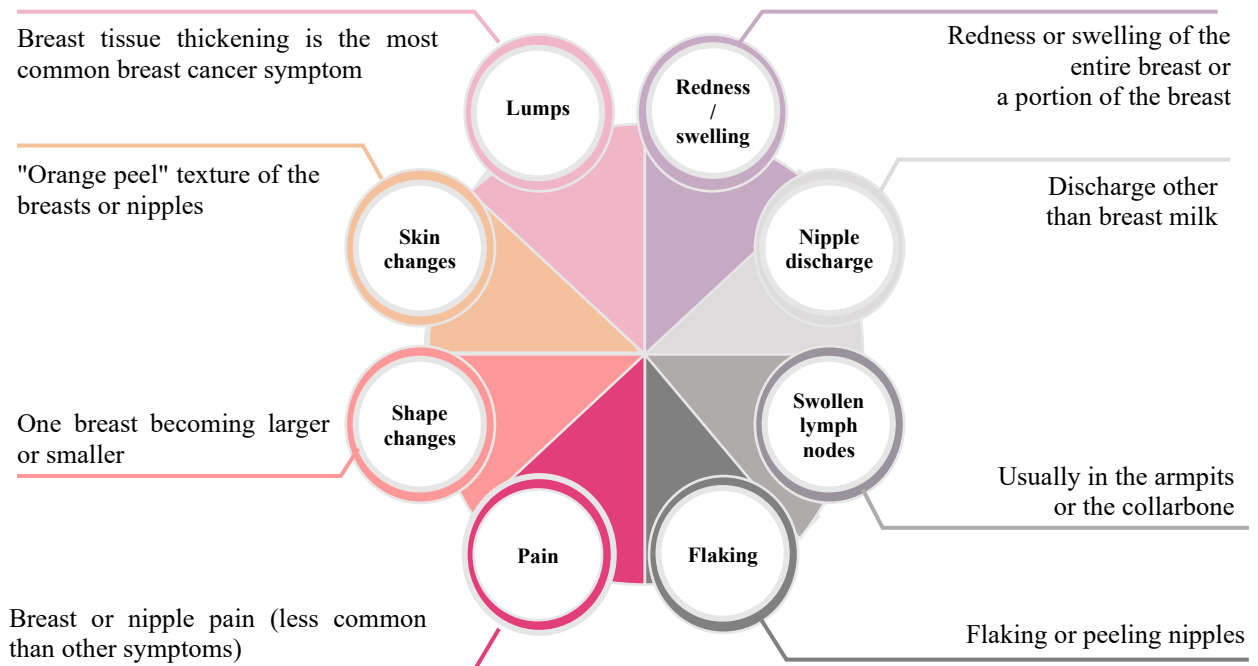 Breast tissue thickening is the most
common breast cancer symptom
Lumps
Redness
/
swelling
Redness or swelling of the
entire breast or
a portion of the breast
"Orange peel" texture of the
breasts or nipples
Skin
changes
Nipple
discharge
Discharge other
than breast milk
One breast becoming larger
or smaller
Shape
changes
Swollen
lymph
nodes
Usually in the armpits
or the collarbone
Breast or nipple pain (less common
than other symptoms)
Pain
Flaking
Flaking or peeling nipples